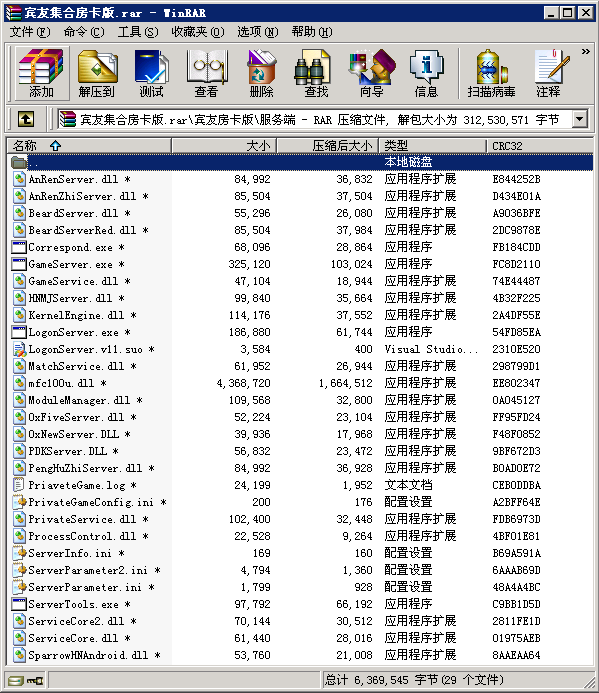 宾友集合房卡版.rar - WinRAR
文件(F) 命令(C) 工具(S) 收藏夹(O) 选项(N) 帮助(H)
添加 解压到 测试 查看 删除 查找 向导 信息 扫描病毒 注释 »
宾友集合房卡版.rar\宾友房卡版\服务端 - RAR 压缩文件, 解包大小为 312,530,571 字节
名称 大小 压缩后大小 类型 CRC32
.. 本地磁盘
AnRenServer.dll * 84,992 36,832 应用程序扩展 E844252B
AnRenZhiServer.dll * 85,504 37,504 应用程序扩展 D434E01A
BeardServer.dll * 55,296 26,080 应用程序扩展 A9036BFE
BeardServerRed.dll * 85,504 37,984 应用程序扩展 2DC9878E
Correspond.exe * 68,096 28,864 应用程序 FB184CDD
GameServer.exe * 325,120 103,024 应用程序 FC8D2110
GameService.dll * 47,104 18,944 应用程序扩展 74E44487
HNMJServer.dll * 99,840 35,664 应用程序扩展 4B32F225
KernelEngine.dll * 114,176 37,552 应用程序扩展 2A4DF55E
LogonServer.exe * 186,880 61,744 应用程序 54FD85EA
LogonServer.v11.suo * 3,584 400 Visual Studio... 2310E520
MatchService.dll * 61,952 26,944 应用程序扩展 298799D1
mfc100u.dll * 4,368,720 1,664,512 应用程序扩展 EE802347
ModuleManager.dll * 109,568 32,800 应用程序扩展 0A045127
OxFiveServer.dll * 52,224 23,104 应用程序扩展 FF95FD24
OxNewServer.DLL * 39,936 17,968 应用程序扩展 F48F0852
PDKServer.DLL * 56,832 23,472 应用程序扩展 9BF672D3
PengHuZhiServer.dll * 84,992 36,928 应用程序扩展 B0AD0E72
PriaveteGame.log * 24,199 1,952 文本文档 CEB0DDBA
PrivateGameConfig.ini * 200 176 配置设置 A2BFF64E
PrivateService.dll * 102,400 32,448 应用程序扩展 FDB6973D
ProcessControl.dll * 22,528 9,264 应用程序扩展 4BF01E81
ServerInfo.ini * 169 160 配置设置 B69A591A
ServerParameter2.ini * 4,794 1,360 配置设置 6AAAB69D
ServerParameter.ini * 1,799 928 配置设置 48A4A4BC
ServerTools.exe * 97,792 66,192 应用程序 C9BB1D5D
ServiceCore2.dll * 70,144 30,512 应用程序扩展 2811FE1D
ServiceCore.dll * 61,440 28,016 应用程序扩展 01975AEB
SparrowHNAndroid.dll * 53,760 21,008 应用程序扩展 8AAEAA64
总计 6,369,545 字节(29 个文件)